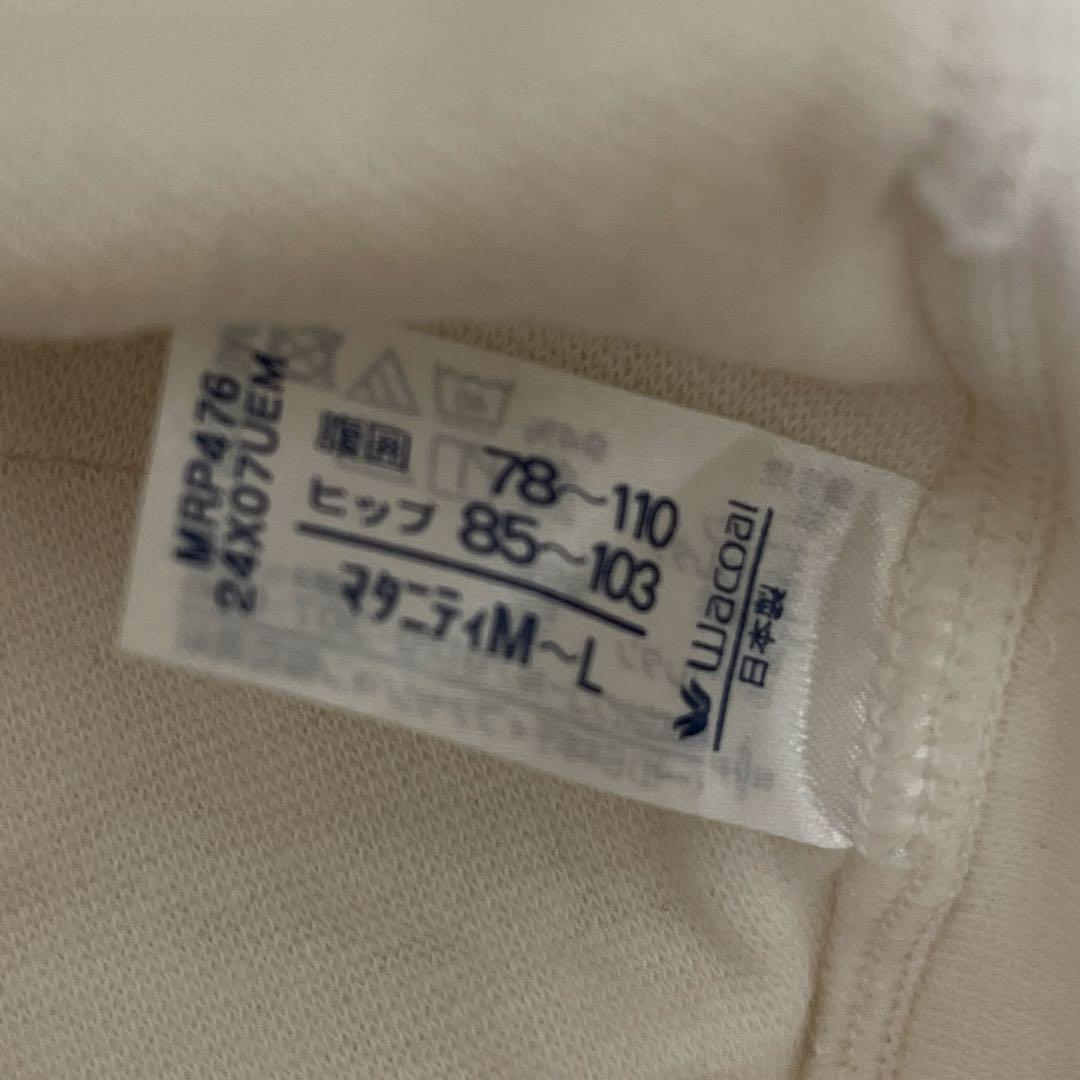 MRP476
24X07UEM
腹囲 78～110
ヒップ 85～103
マタニティM～L
Wacoal
日本製